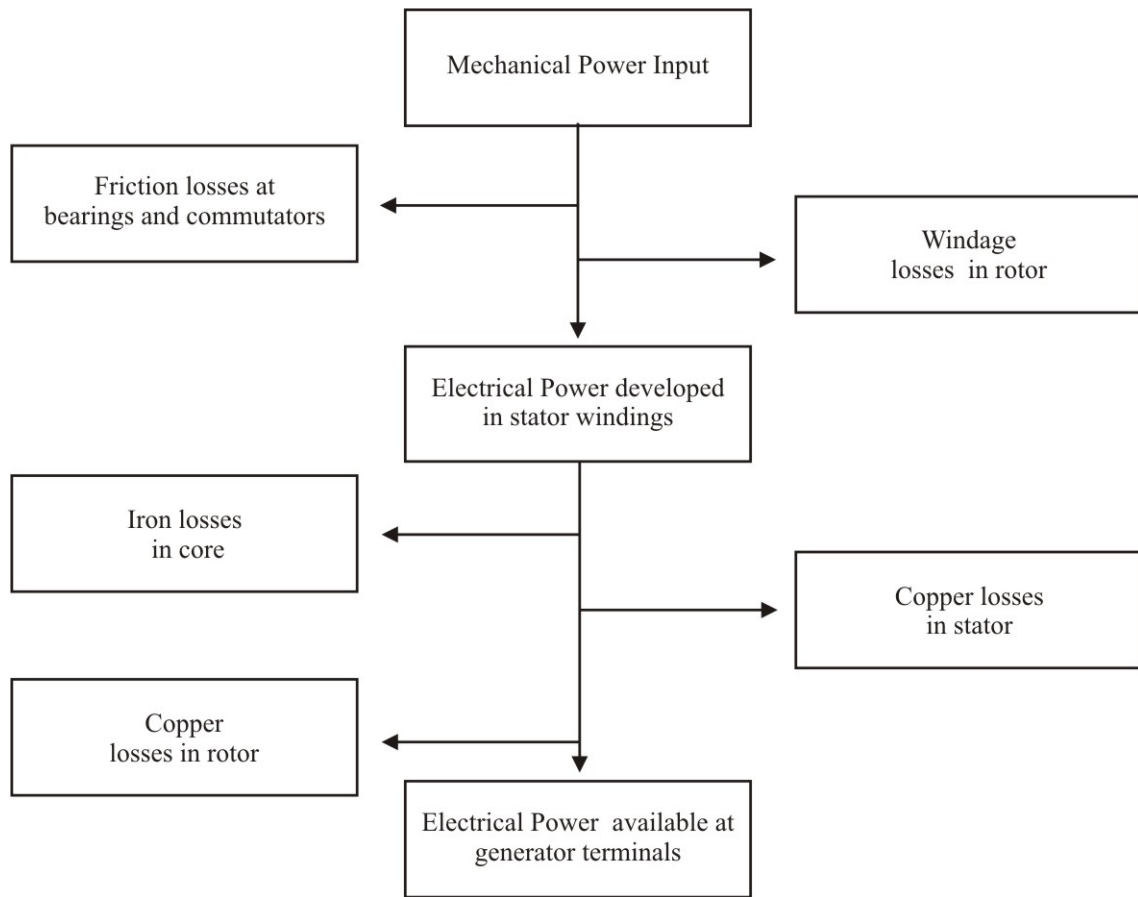 Mechanical Power Input
Friction losses at
bearings and commutators
Windage
losses in rotor
Electrical Power developed
in stator windings
Iron losses
in core
Copper losses
in stator
Copper
losses in rotor
Electrical Power available at
generator terminals